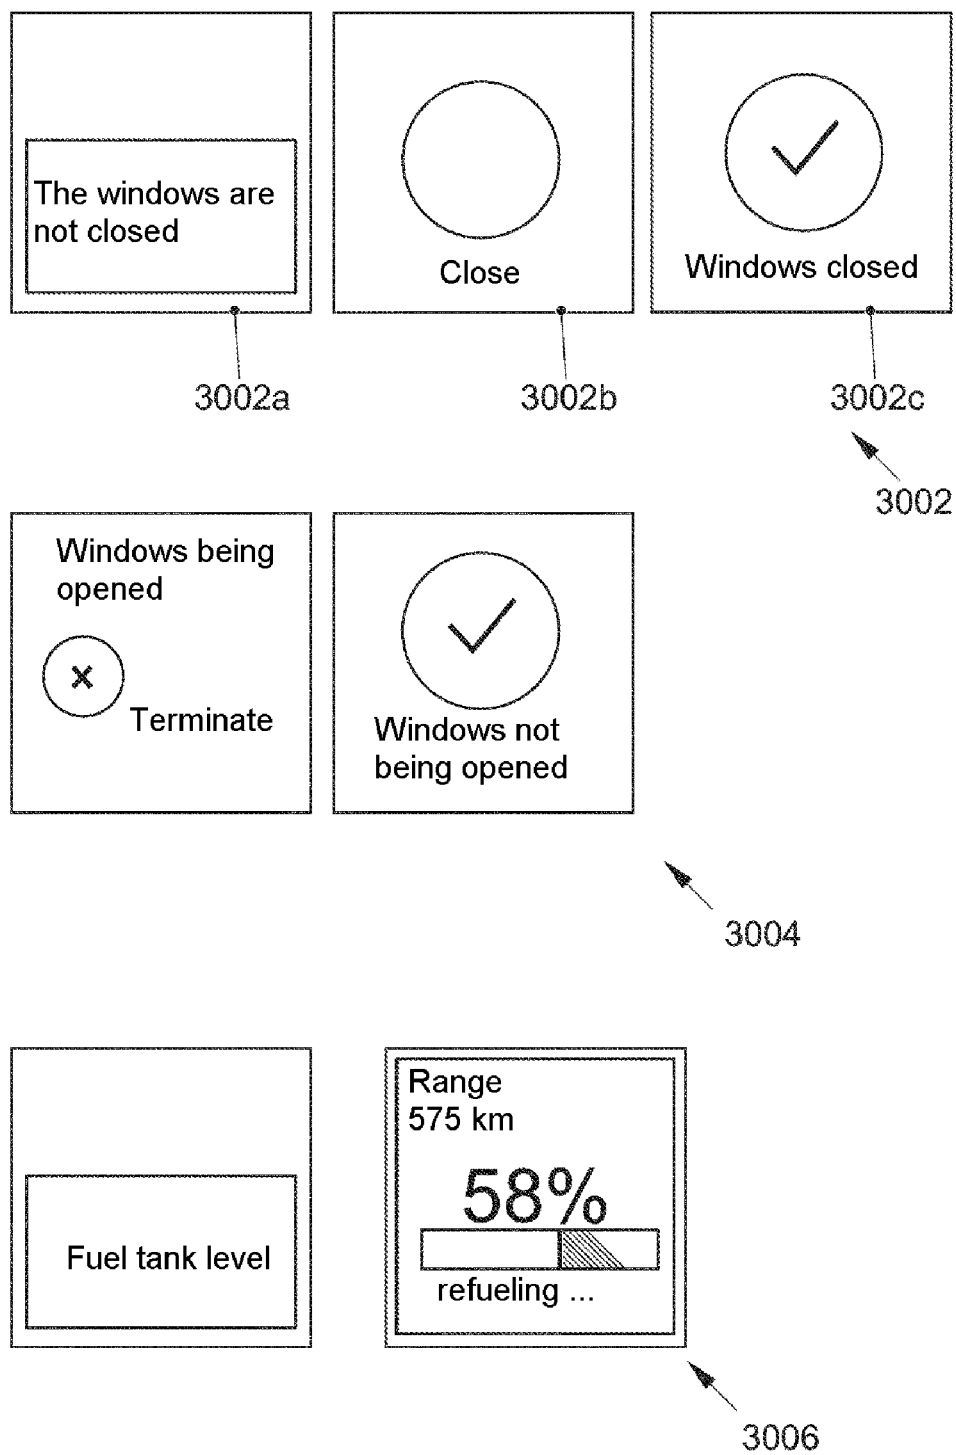 The windows are
not closed
Close
Windows closed
3002a
3002b
3002c
3002
Windows being
opened
x
Terminate
Windows not
being opened
3004
Fuel tank level
Range
575 km
58%
refueling ...
3006